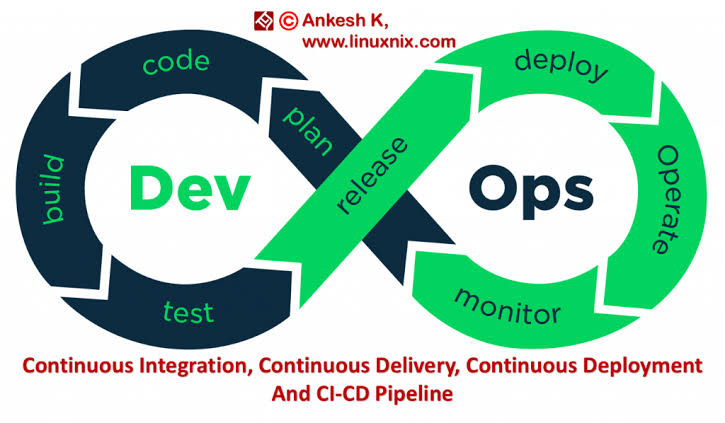 © Ankesh K,
www.linuxnix.com
code
deploy
plan
release
build
Dev
Ops
Operate
test
monitor
Continuous Integration, Continuous Delivery, Continuous Deployment
And CI-CD Pipeline